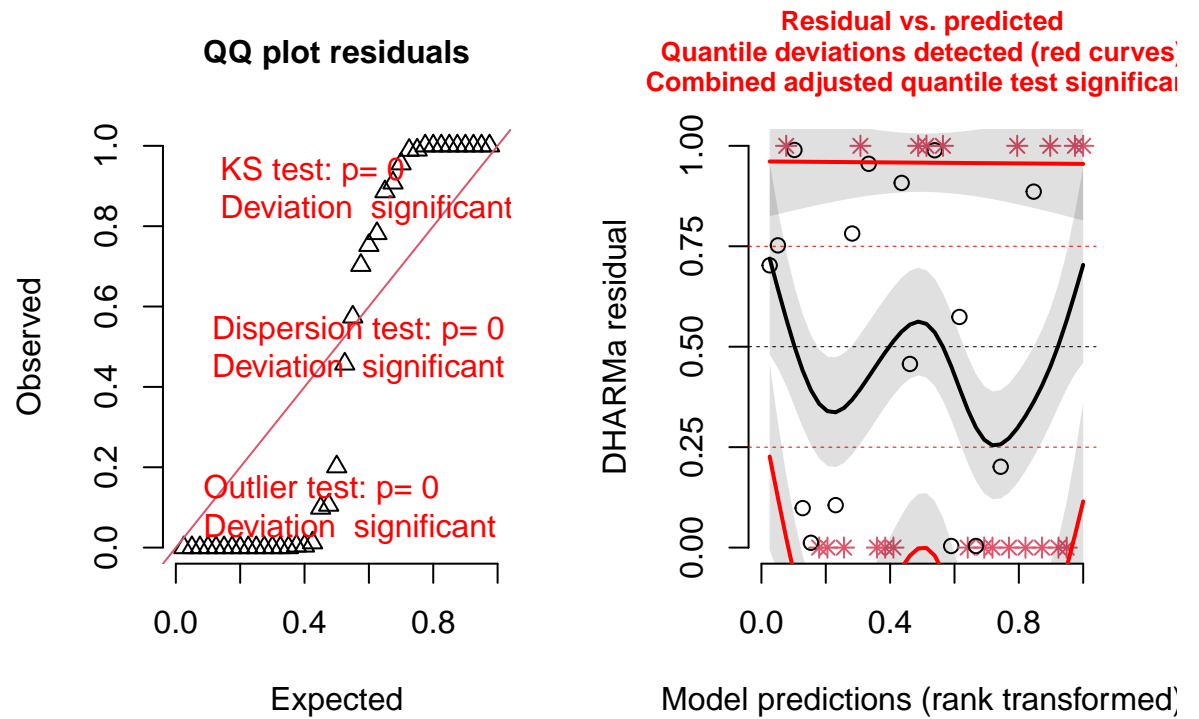 QQ plot residuals
1.0
0.8
0.6
0.4
0.2
0.0
Observed
KS test: p= 0
Deviation  significant
Dispersion test: p= 0
Deviation  significant
Outlier test: p= 0
Deviation  significant
0.0 0.4 0.8
Expected
Residual vs. predicted
Quantile deviations detected (red curves)
Combined adjusted quantile test significan
1.00
0.75
0.50
0.25
0.00
DHARMa residual
0.0 0.4 0.8
Model predictions (rank transformed)